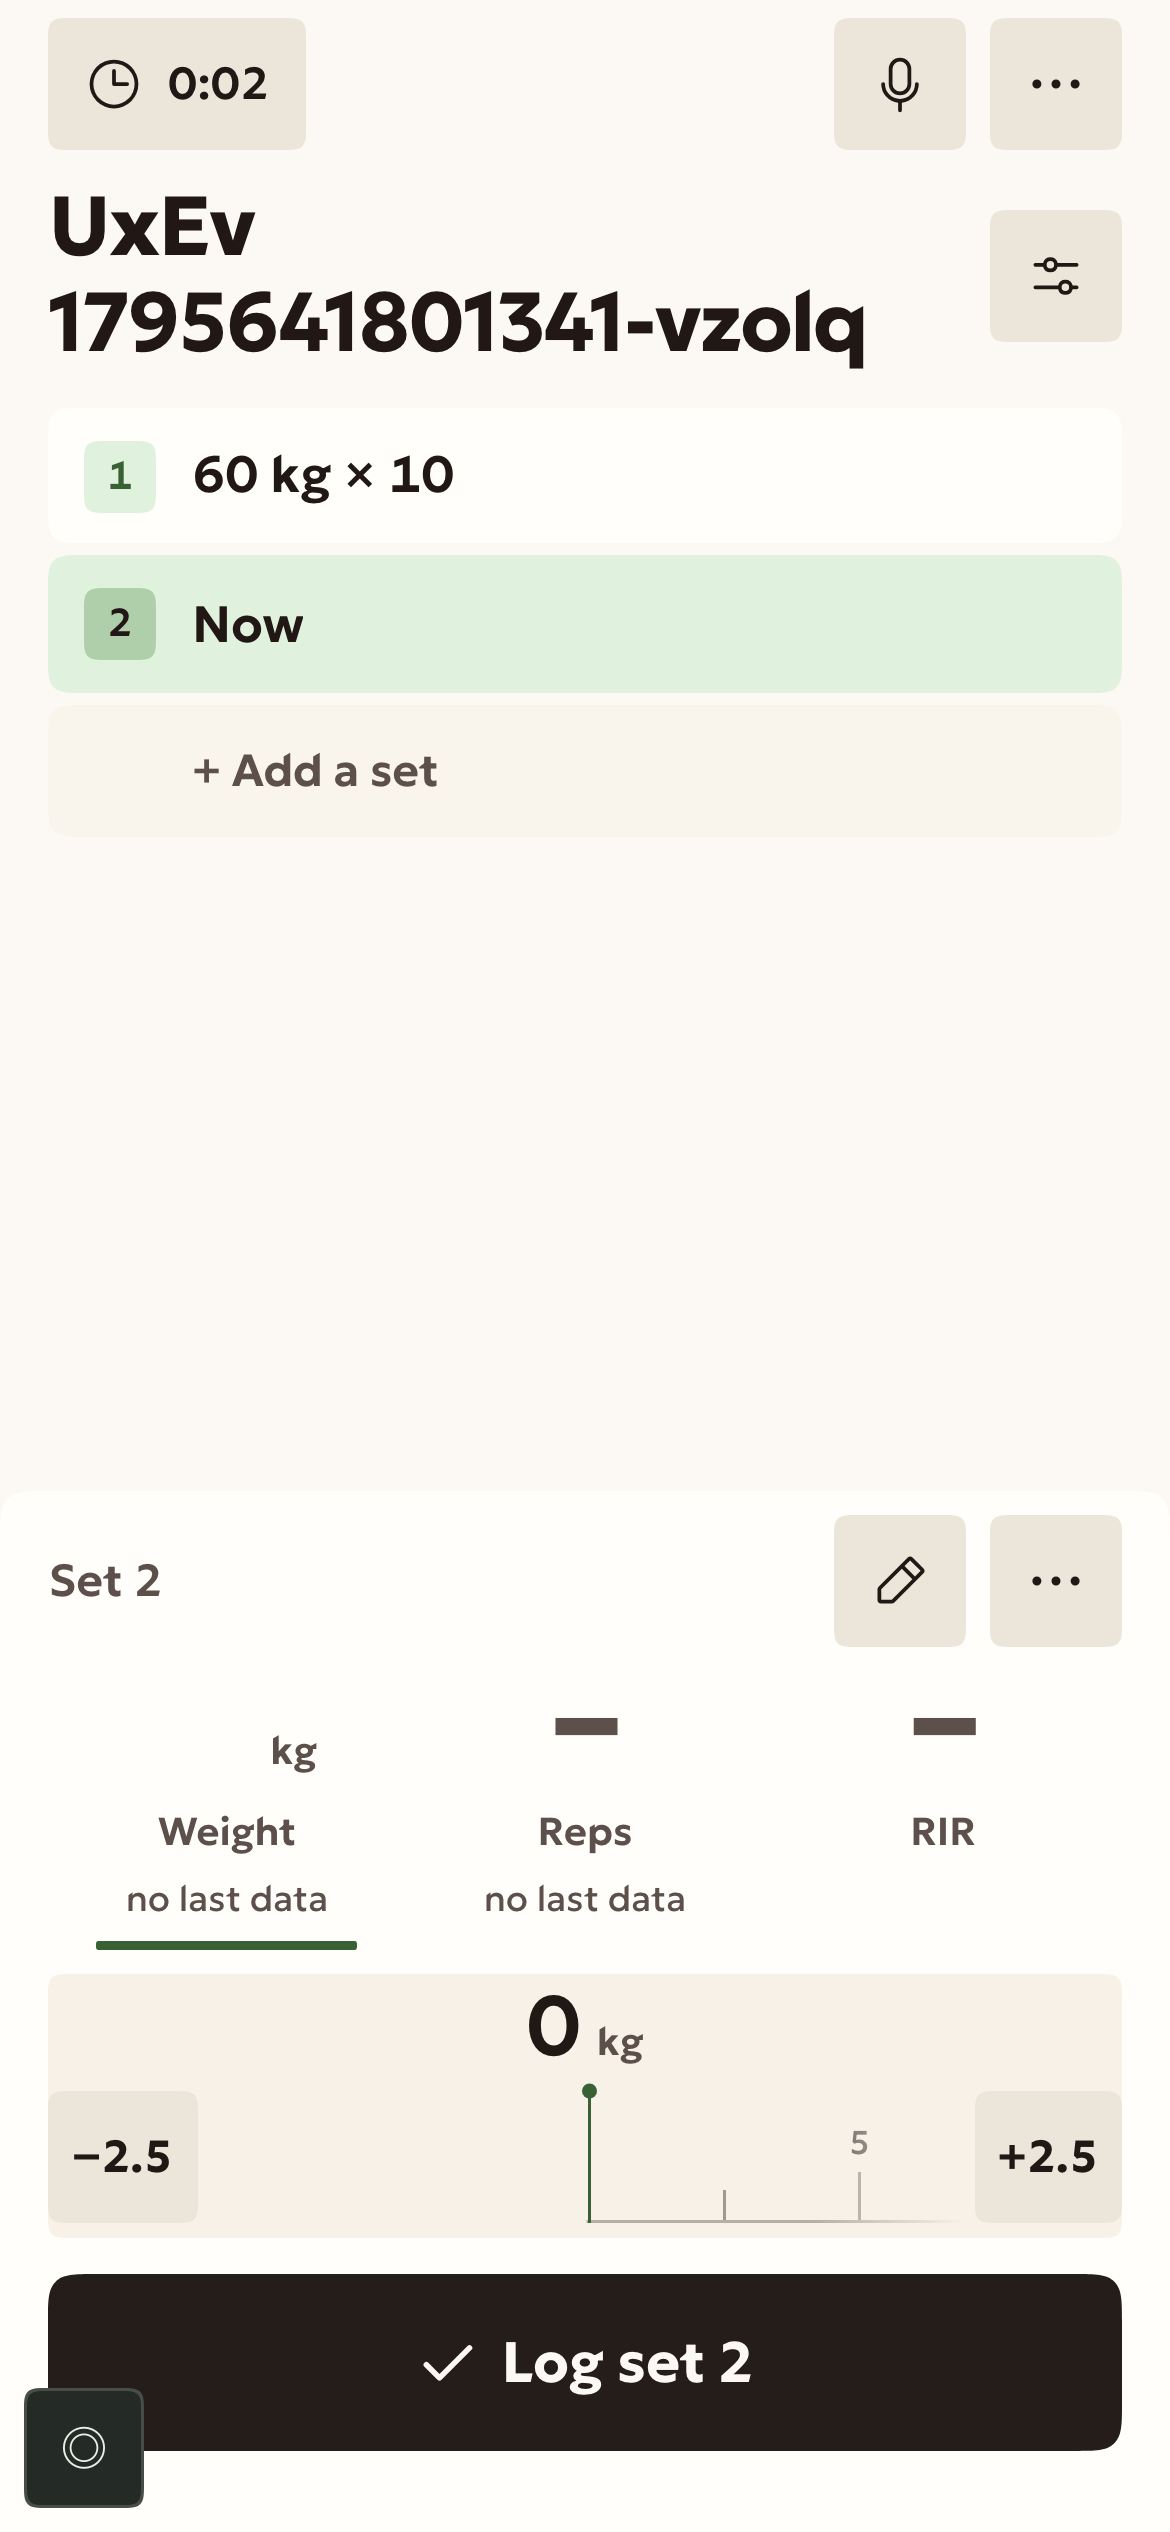 0:02
UxEv
1795641801341-vzolq
1 60 kg × 10
2 Now
+ Add a set
Set 2
kg — —
Weight Reps RIR
no last data no last data
0 kg
−2.5 5 +2.5
Log set 2